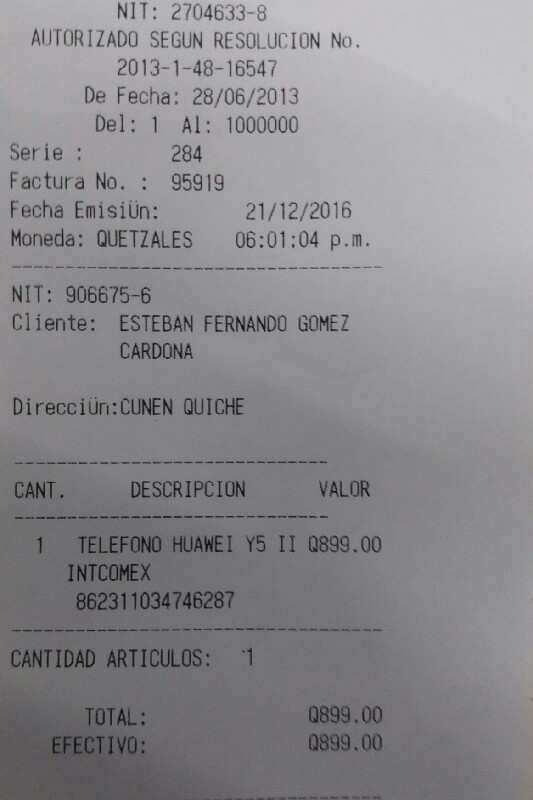 NIT: 2704633-8
AUTORIZADO SEGUN RESOLUCION No.
2013-1-48-16547
De Fecha: 28/06/2013
Del: 1 Al: 1000000
Serie : 284
Factura No. : 95919
Fecha EmisiÜn: 21/12/2016
Moneda: QUETZALES 06:01:04 p.m.
--------------------------------------
NIT: 906675-6
Cliente: ESTEBAN FERNANDO GOMEZ
CARDONA
DirecciÜn:CUNEN QUICHE
--------------------------------
CANT. DESCRIPCION VALOR
--------------------------------
1 TELEFONO HUAWEI Y5 II Q899.00
INTCOMEX
862311034746287
--------------------------------------
CANTIDAD ARTICULOS: 1
TOTAL: Q899.00
EFECTIVO: Q899.00
--------------------------------------